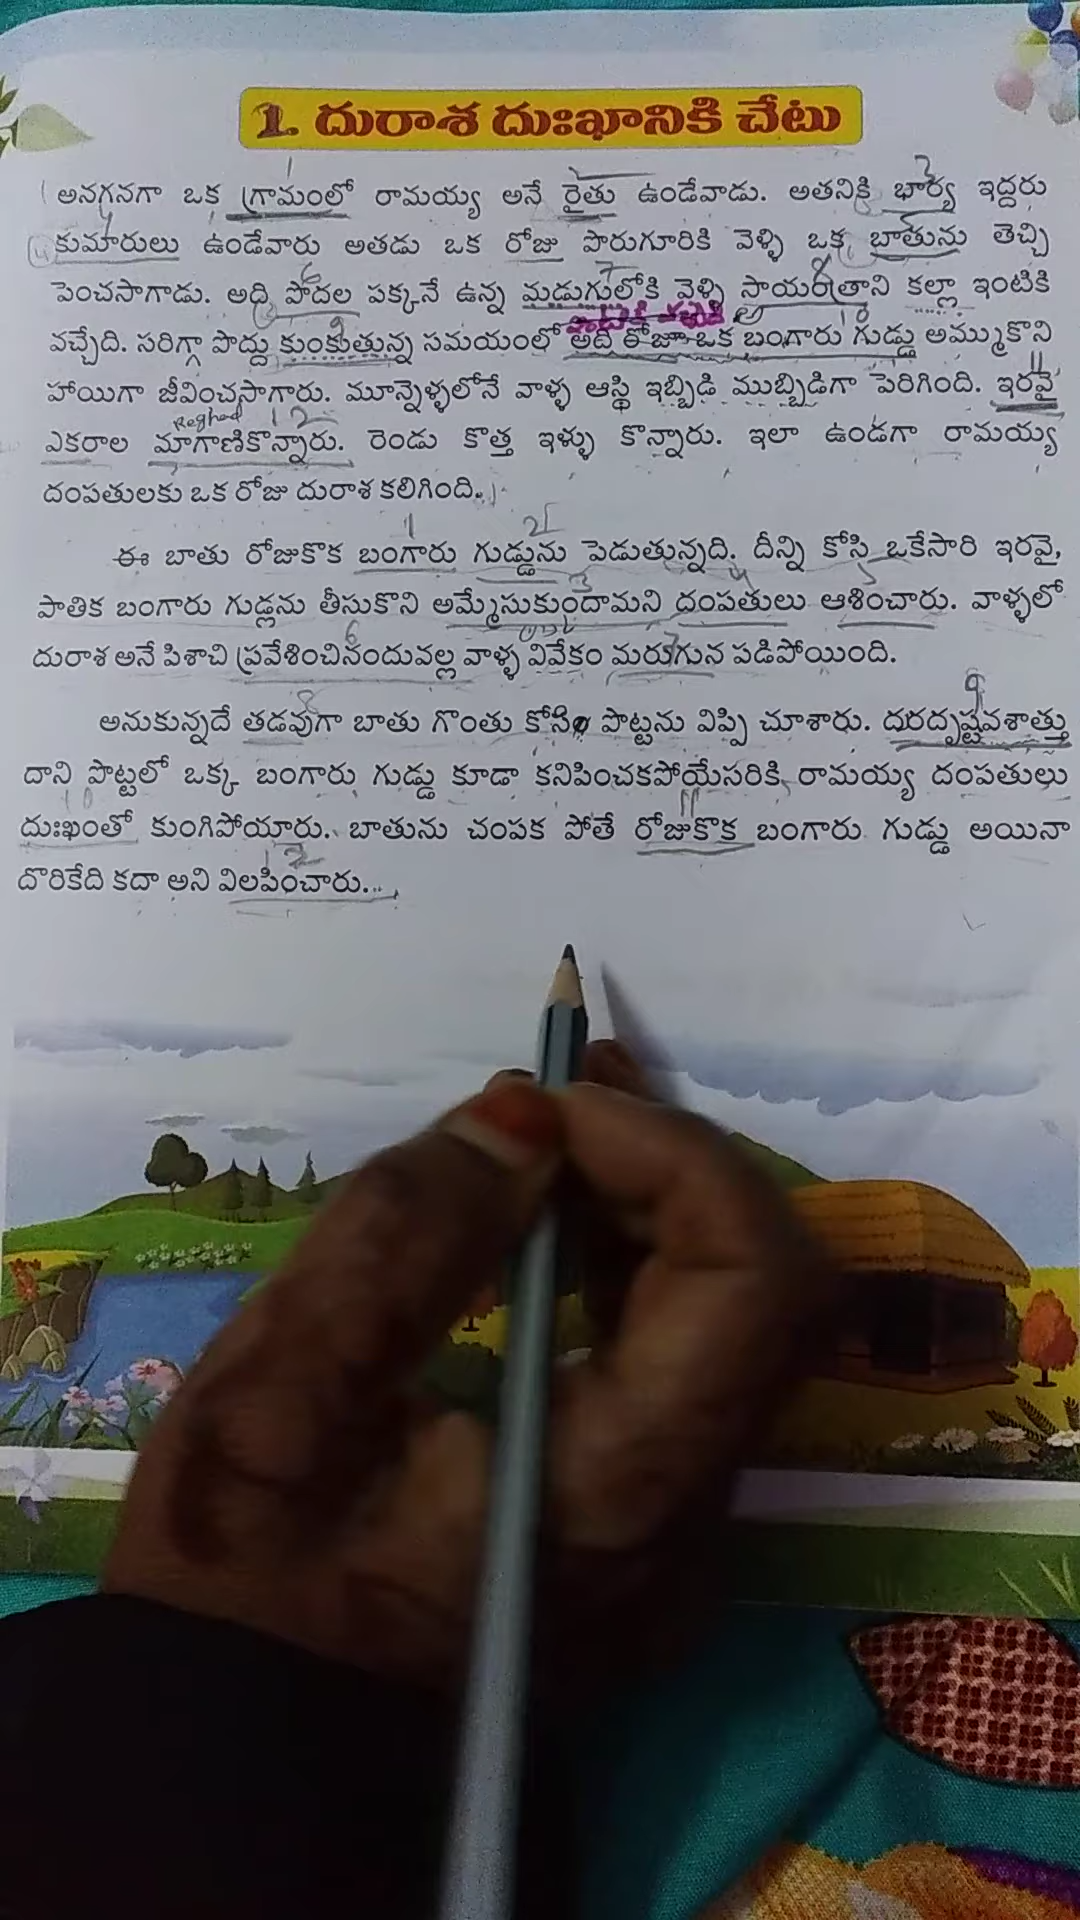 1. దురాశ దుఃఖానికి చేటు
అనగనగా ఒక గ్రామంలో రామయ్య అనే రైతు ఉండేవాడు. అతనికి భార్య ఇద్దరు
కుమారులు ఉండేవారు అతడు ఒక రోజు పొరుగూరికి వెళ్ళి ఒక బాతును తెచ్చి
పెంచసాగాడు. అది పొదల పక్కనే ఉన్న మడుగులోకి వెళ్ళి సాయంత్రాని కల్లా ఇంటికి
వచ్చేది. సరిగ్గా పొద్దు కుంకుతున్న సమయంలో అది రోజూ ఒక బంగారు గుడ్డు అమ్ముకొని
హాయిగా జీవించసాగారు. మూన్నెళ్ళలోనే వాళ్ళ ఆస్థి ఇబ్బిడి ముబ్బిడిగా పెరిగింది. ఇరవై
ఎకరాల మాగాణికొన్నారు. రెండు కొత్త ఇళ్ళు కొన్నారు. ఇలా ఉండగా రామయ్య
దంపతులకు ఒక రోజు దురాశ కలిగింది.
ఈ బాతు రోజుకొక బంగారు గుడ్డును పెడుతున్నది. దీన్ని కోసి ఒకేసారి ఇరవై,
పాతిక బంగారు గుడ్లను తీసుకొని అమ్మేసుకుందామని దంపతులు ఆశించారు. వాళ్ళలో
దురాశ అనే పిశాచి ప్రవేశించినందువల్ల వాళ్ళ వివేకం మరుగున పడిపోయింది.
అనుకున్నదే తడవుగా బాతు గొంతు కోసి పొట్టను విప్పి చూశారు. దురదృష్టవశాత్తు
దాని పొట్టలో ఒక్క బంగారు గుడ్డు కూడా కనిపించకపోయేసరికి రామయ్య దంపతులు
దుఃఖంతో కుంగిపోయారు. బాతును చంపక పోతే రోజుకొక బంగారు గుడ్డు అయినా
దొరికేది కదా అని విలపించారు...